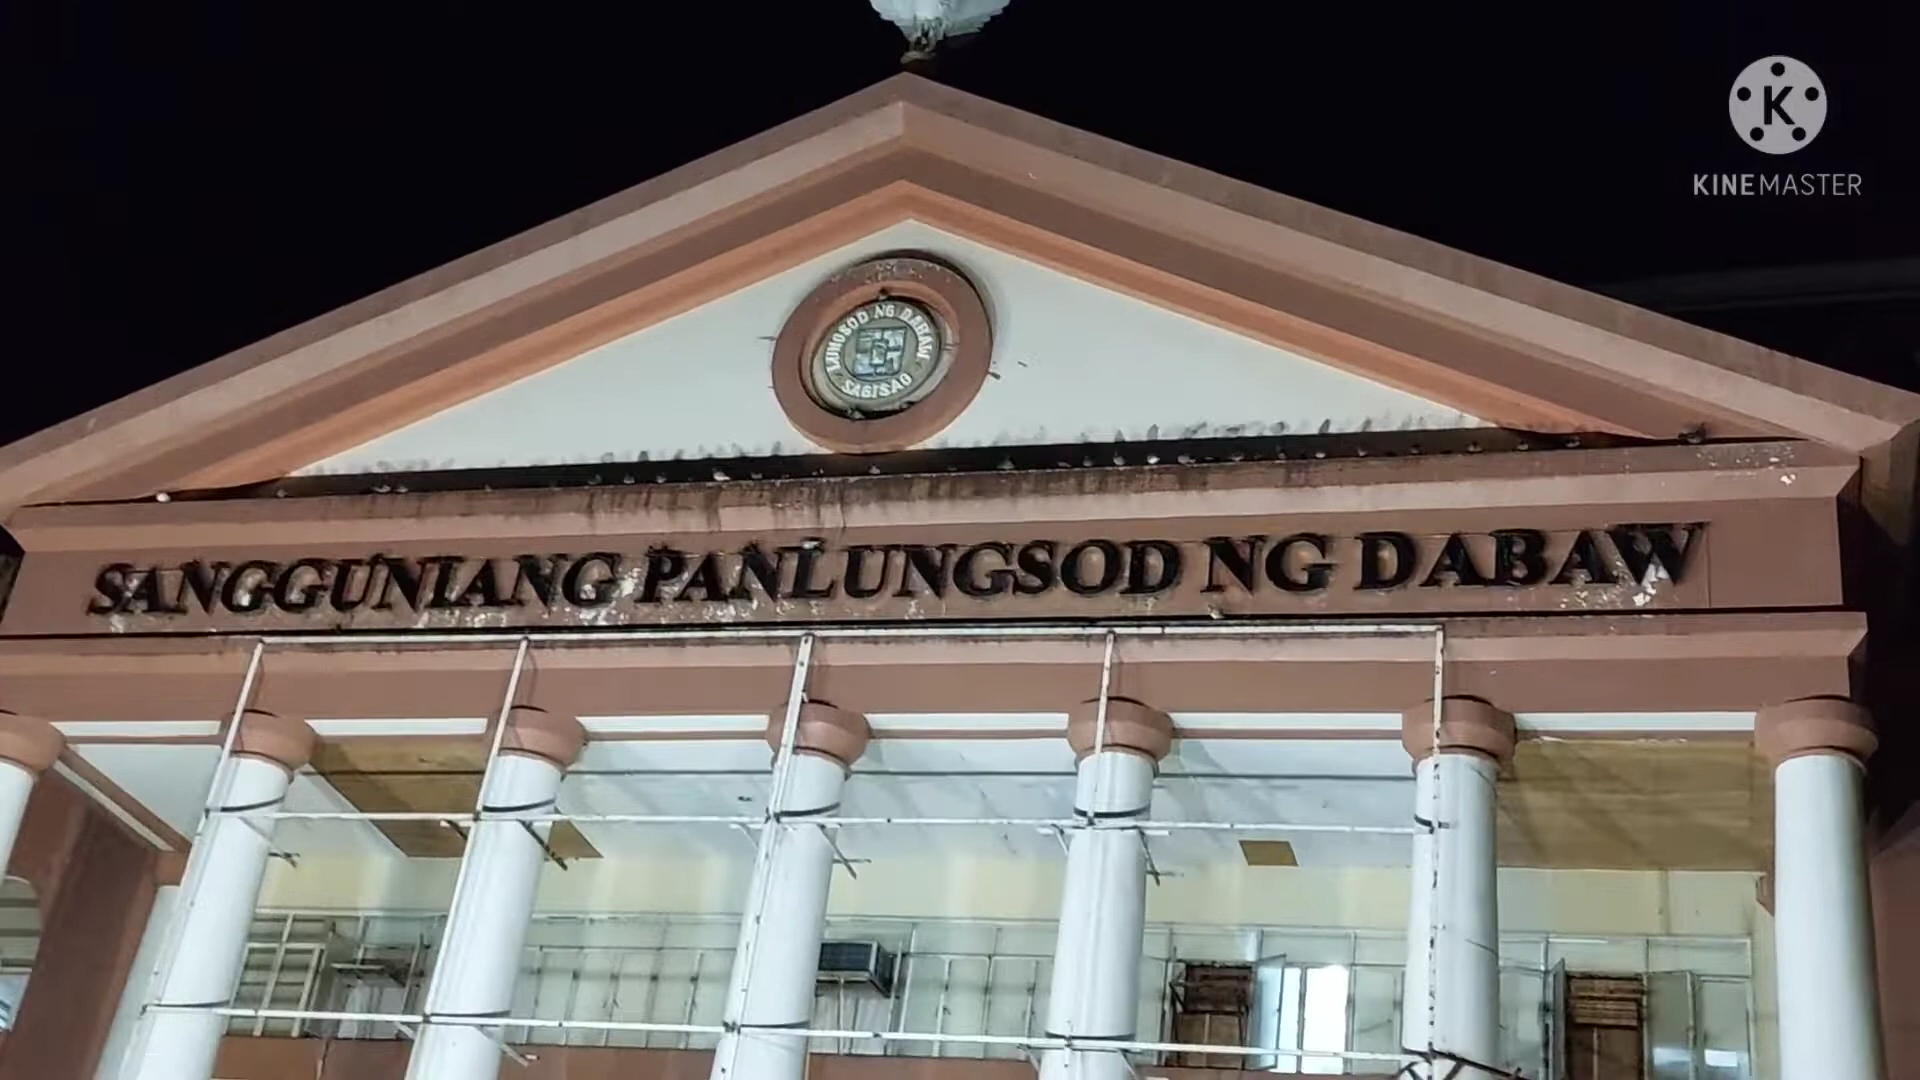 K
KINEMASTER
LUNGSOD NG DABAW
SAGISAG
SANGGUNIANG PANLUNGSOD NG DABAW